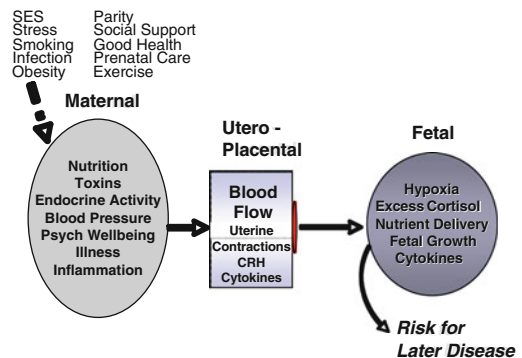 SES Parity
Stress Social Support
Smoking Good Health
Infection Prenatal Care
Obesity Exercise
Maternal
Nutrition
Toxins
Endocrine Activity
Blood Pressure
Psych Wellbeing
Illness
Inflammation
Utero -
Placental
Blood
Flow
Uterine
Contractions
CRH
Cytokines
Fetal
Hypoxia
Excess Cortisol
Nutrient Delivery
Fetal Growth
Cytokines
Risk for
Later Disease